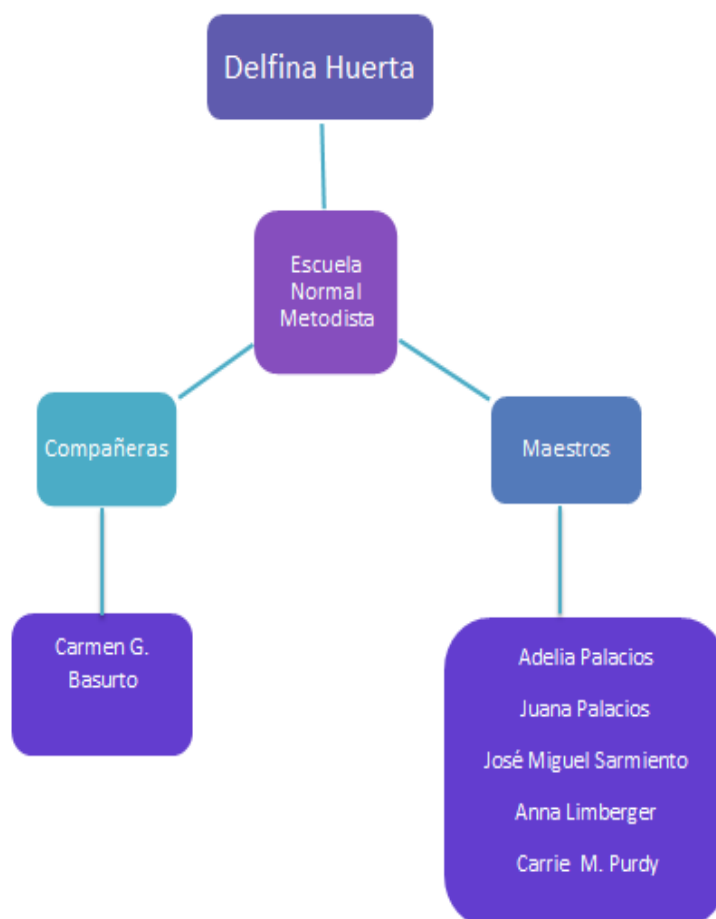 Delfina Huerta
Escuela
Normal
Metodista
Compañeras
Maestros
Carmen G.
Basurto
Adelia Palacios
Juana Palacios
José Miguel Sarmiento
Anna Limberger
Carrie M. Purdy